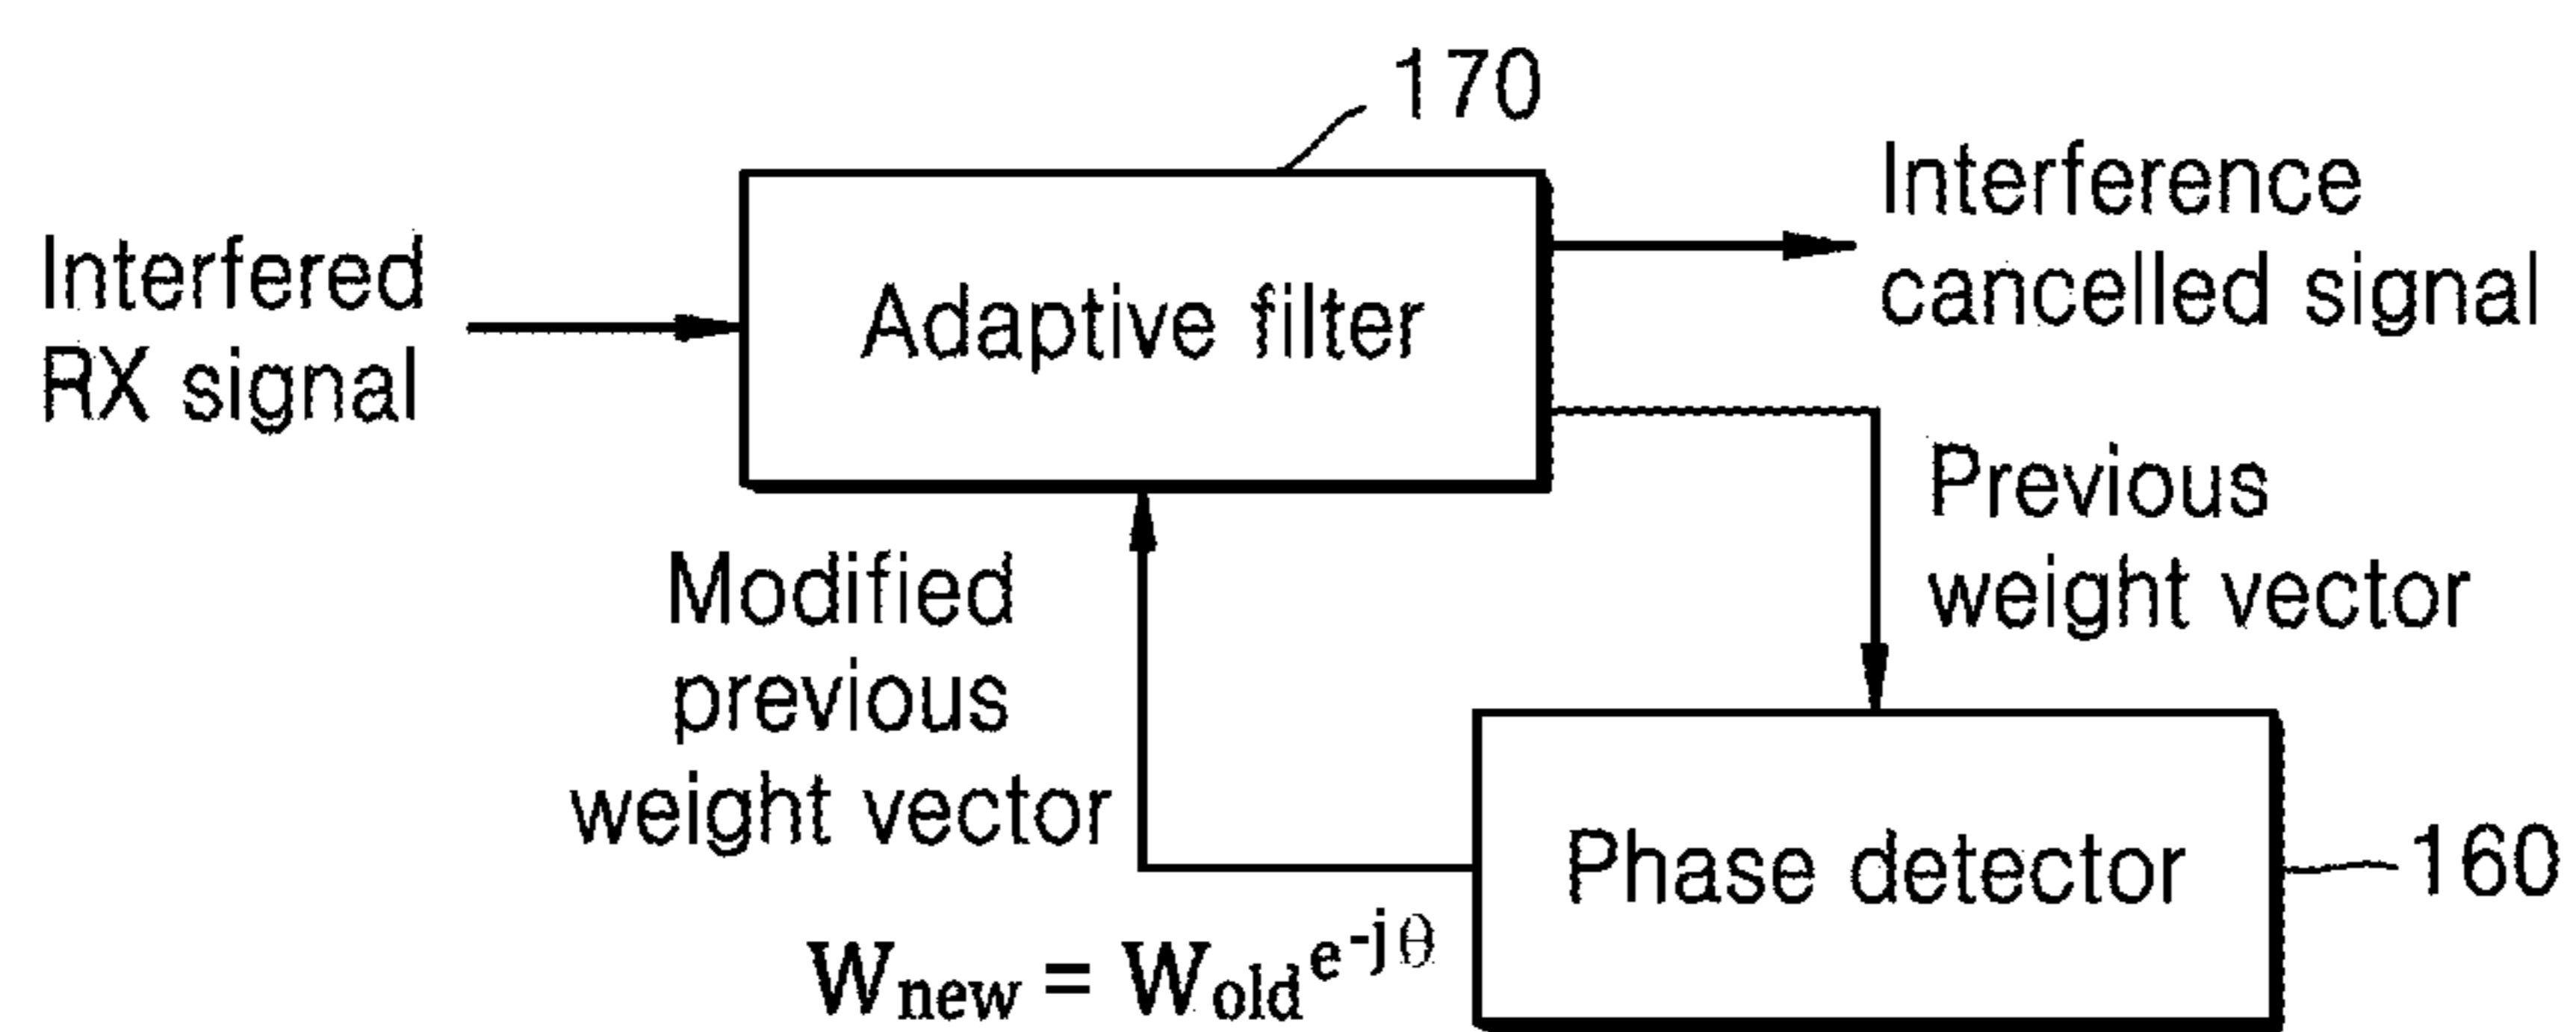 170
Interfered
RX signal
Adaptive filter
Interference
cancelled signal
Previous
weight vector
Modified
previous
weight vector
Phase detector
160
Wnew = Wold e-jθ